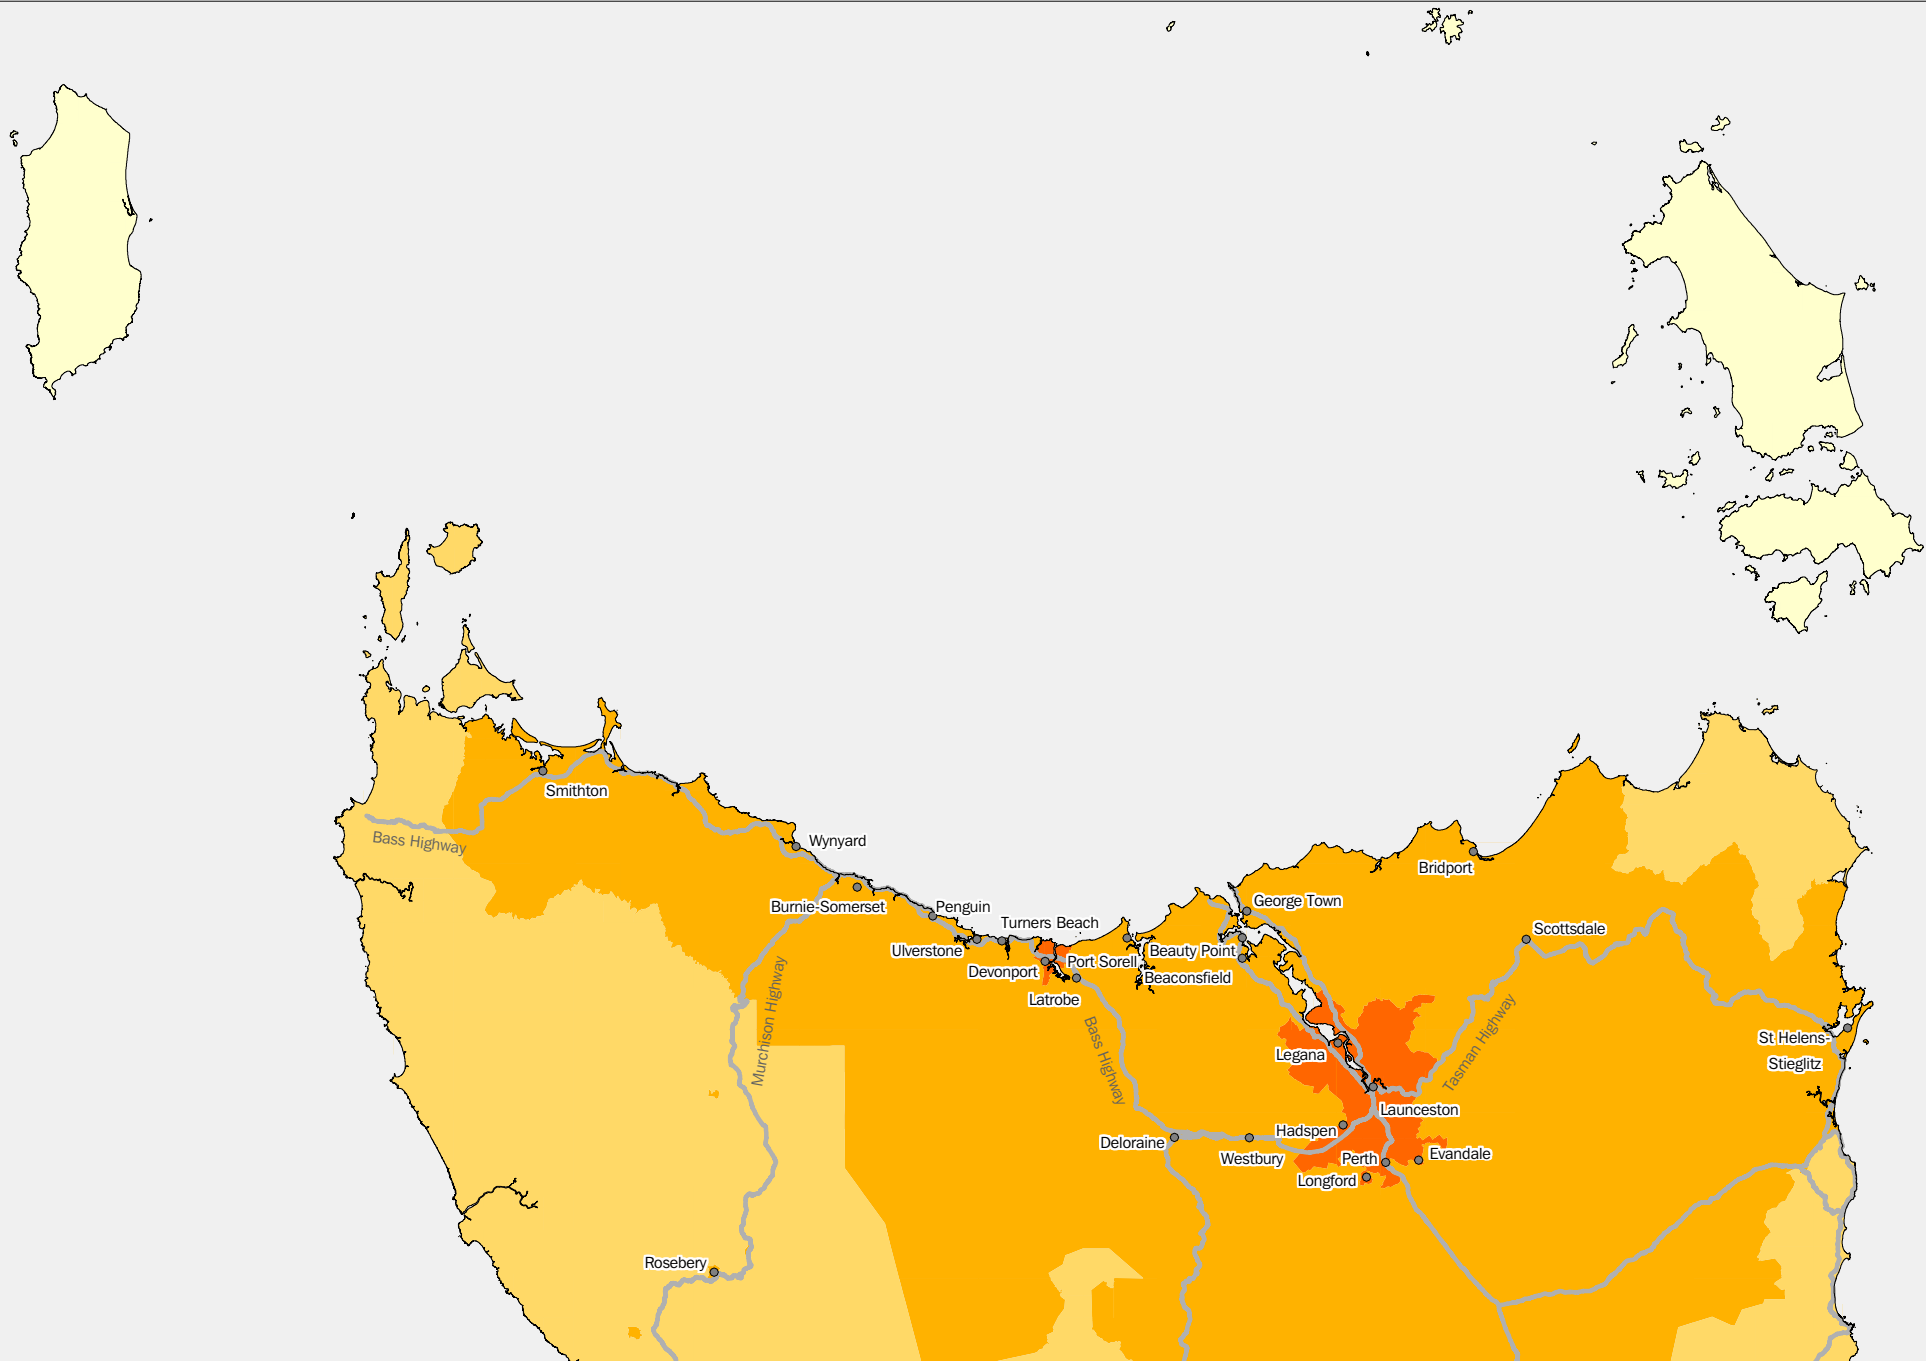 Smithton
Bass Highway
Wynyard
Bridport
Burnie-Somerset
Penguin
George Town
Turners Beach
Scottsdale
Ulverstone
Beauty Point
Port Sorell
Devonport
Beaconsfield
Latrobe
Murchison Highway
Bass Highway
Tasman Highway
St Helens-
Stieglitz
Legana
Launceston
Hadspen
Deloraine
Westbury
Perth
Evandale
Longford
Rosebery